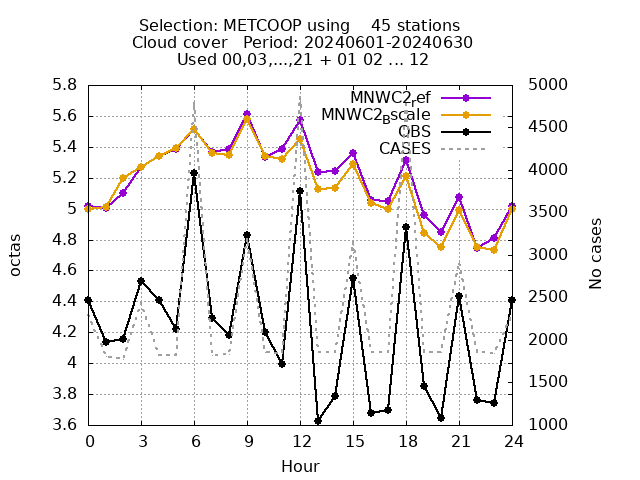 Selection: METCOOP using    45 stations
Cloud cover   Period: 20240601-20240630
Used 00,03,...,21 + 01 02 ... 12
MNWC2_ref
MNWC2_Bscale
OBS
CASES
octas
5.8
5.6
5.4
5.2
5
4.8
4.6
4.4
4.2
4
3.8
3.6
5000
4500
4000
3500
3000
2500
2000
1500
1000
No cases
0 3 6 9 12 15 18 21 24
Hour